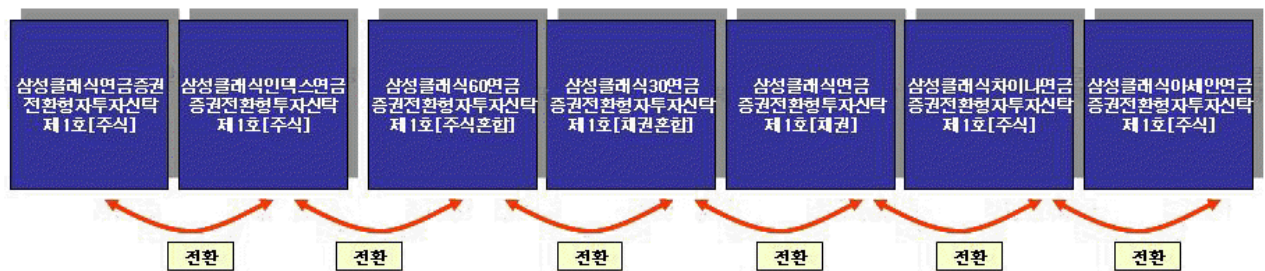 삼성클래식연금증권
전환형자투자신탁
제1호[주식]
삼성클래식인덱스연금
증권전환형투자신탁
제1호[주식]
삼성클래식60연금
증권전환형자투자신탁
제1호[주식혼합]
삼성클래식30연금
증권전환형자투자신탁
제1호[채권혼합]
삼성클래식연금
증권전환형자투자신탁
제1호[채권]
삼성클래식차이나연금
증권전환형자투자신탁
제1호[주식]
삼성클래식아세안연금
증권전환형자투자신탁
제1호[주식]
전환
전환
전환
전환
전환
전환